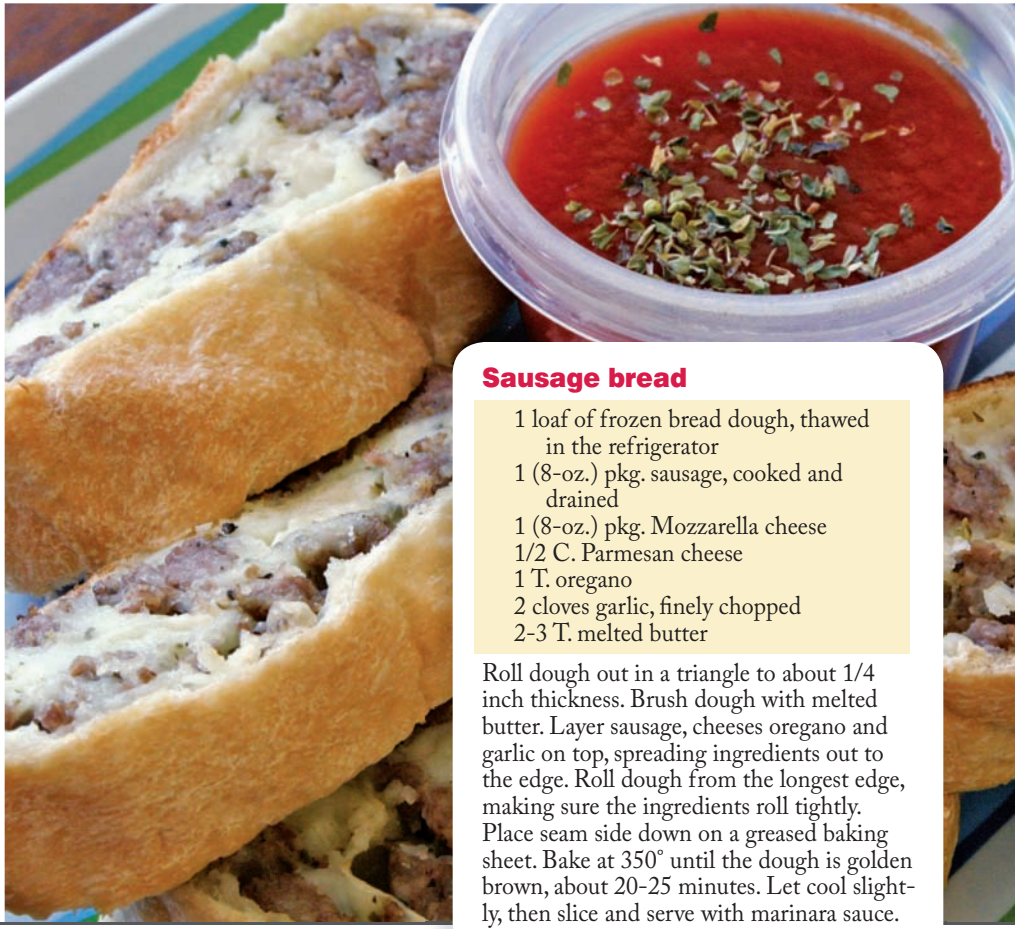 Sausage bread
1 loaf of frozen bread dough, thawed
in the refrigerator
1 (8-oz.) pkg. sausage, cooked and
drained
1 (8-oz.) pkg. Mozzarella cheese
1/2 C. Parmesan cheese
1 T. oregano
2 cloves garlic, finely chopped
2-3 T. melted butter
Roll dough out in a triangle to about 1/4
inch thickness. Brush dough with melted
butter. Layer sausage, cheeses oregano and
garlic on top, spreading ingredients out to
the edge. Roll dough from the longest edge,
making sure the ingredients roll tightly.
Place seam side down on a greased baking
sheet. Bake at 350˚ until the dough is golden
brown, about 20-25 minutes. Let cool slight-
ly, then slice and serve with marinara sauce.